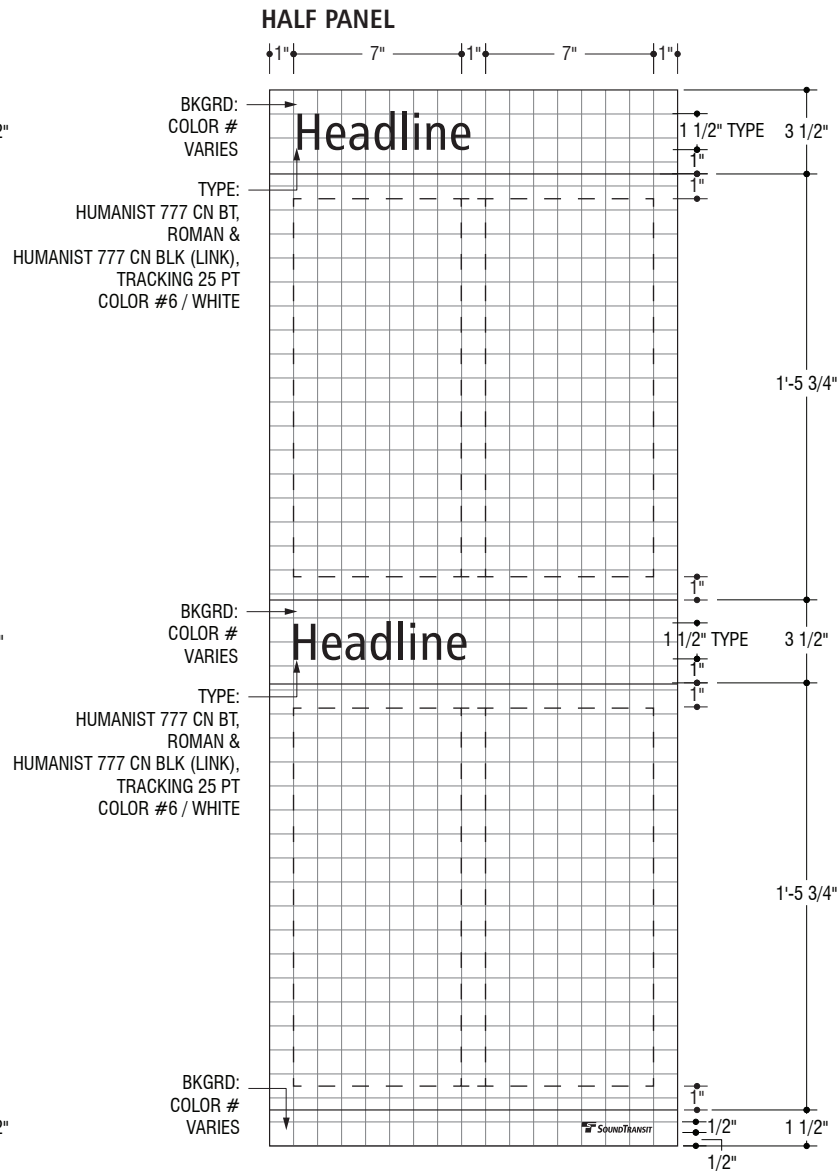 HALF PANEL
1" 7" 1" 7" 1"
BKGRD:
COLOR #
VARIES
Headline
1 1/2" TYPE 3 1/2"
1"
1"
TYPE:
HUMANIST 777 CN BT,
ROMAN &
HUMANIST 777 CN BLK (LINK),
TRACKING 25 PT
COLOR #6 / WHITE
1'-5 3/4"
1"
BKGRD:
COLOR #
VARIES
Headline
1 1/2" TYPE 3 1/2"
1"
1"
TYPE:
HUMANIST 777 CN BT,
ROMAN &
HUMANIST 777 CN BLK (LINK),
TRACKING 25 PT
COLOR #6 / WHITE
1'-5 3/4"
1"
BKGRD:
COLOR #
VARIES
SOUNDTRANSIT
1/2" 1 1/2"
1/2"